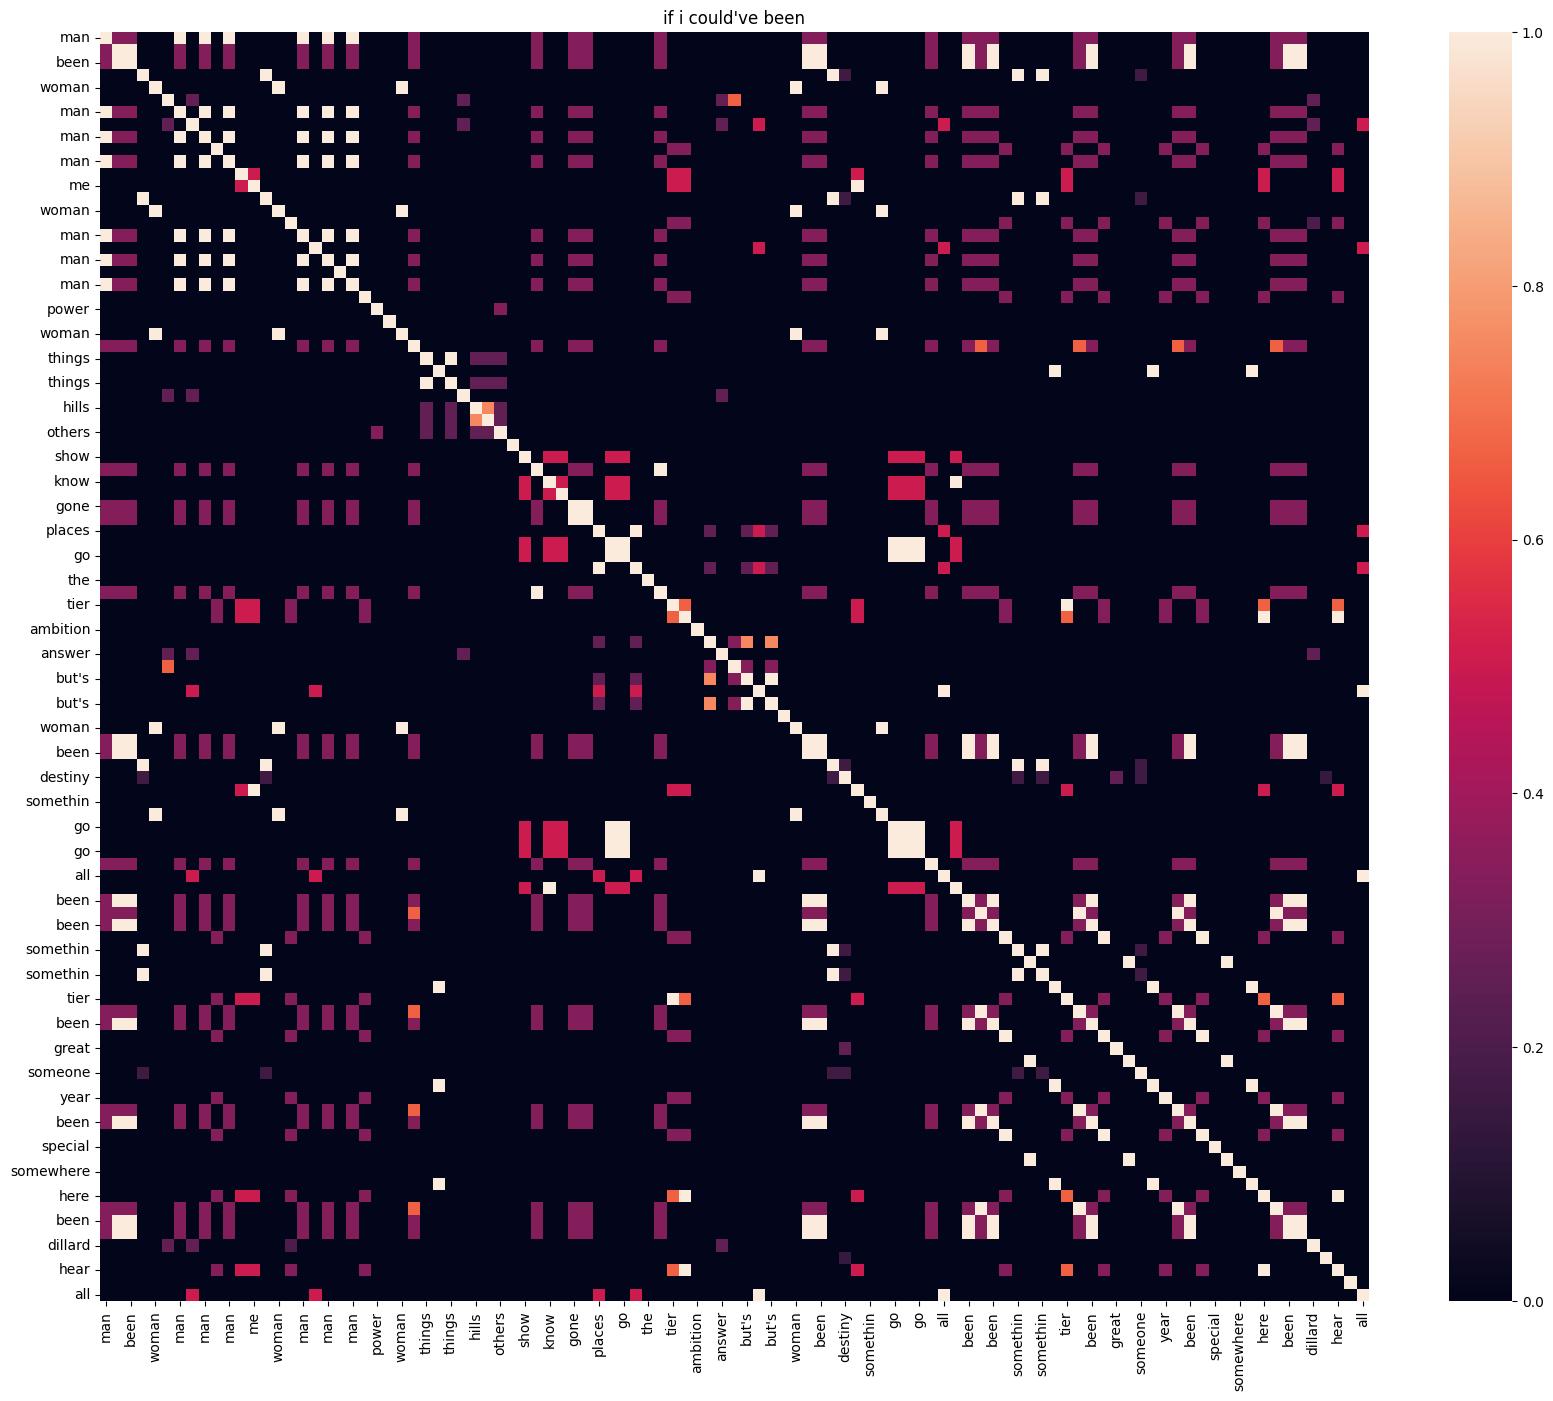 if i could've been
man
been
woman
man
man
man
me
woman
man
man
man
power
woman
things
things
hills
others
show
know
gone
places
go
the
tier
ambition
answer
but's
but's
woman
been
destiny
somethin
go
go
all
been
been
somethin
somethin
tier
been
great
someone
year
been
special
somewhere
here
been
dillard
hear
all
man
been
woman
man
man
man
me
woman
man
man
man
power
woman
things
things
hills
others
show
know
gone
places
go
the
tier
ambition
answer
but's
but's
woman
been
destiny
somethin
go
go
all
been
been
somethin
somethin
tier
been
great
someone
year
been
special
somewhere
here
been
dillard
hear
all
1.0
0.8
0.6
0.4
0.2
0.0